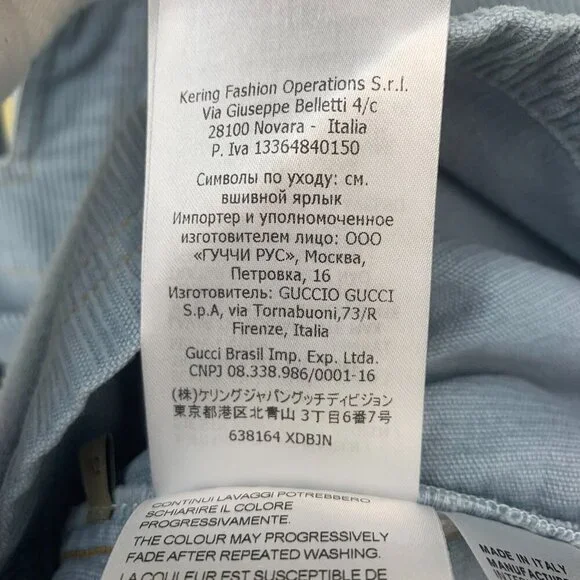 Kering Fashion Operations S.r.l.
Via Giuseppe Belletti 4/c
28100 Novara - Italia
P. Iva 13364840150
Символы по уходу: см.
вшивной ярлык
Импортер и уполномоченное
изготовителем лицо: ООО
«ГУЧЧИ РУС», Москва,
Петровка, 16
Изготовитель: GUCCIO GUCCI
S.p.A, via Tornabuoni,73/R
Firenze, Italia
Gucci Brasil Imp. Exp. Ltda.
CNPJ 08.338.986/0001-16
(株)ケリングジャパングッチディビジョン
東京都港区北青山 3丁目6番7号
638164 XDBJN
CONTINUI LAVAGGI POTREBBERO
SCHIARIRE IL COLORE
PROGRESSIVAMENTE.
THE COLOUR MAY PROGRESSIVELY
FADE AFTER REPEATED WASHING.
LA COULEUR EST SUSCEPTIBLE DE
MADE IN ITALY